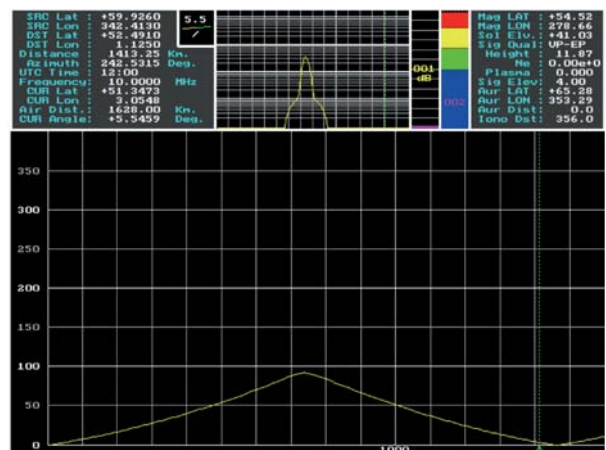 SRC Lat : +59.9260
SRC Lon : 342.4130
DST Lat : +52.4910
DST Lon : 1.1250
Distance : 1413.25 Km.
Azimuth : 242.5315 Deg.
UTC Time : 12:00
Frequency: 10.0000 MHz
CUR Lat : +51.3473
CUR Lon : 3.0548
Air Dist.: 1628.00 Km.
CUR Angle: +5.5459 Deg.
5.5
001
dB
002
Mag LAT : +54.52
Mag LON : 278.66
Sol Elv.: +41.03
Sig Qual: VP-EP
Height : 11.87
Ne : 0.00e+0
Plasma : 0.000
Sig Elev: 4.00
Aur LAT : +65.28
Aur LON : 353.29
Aur Dist: 0.0
Iono Dst: 356.0
350
300
250
200
150
100
50
0
1000